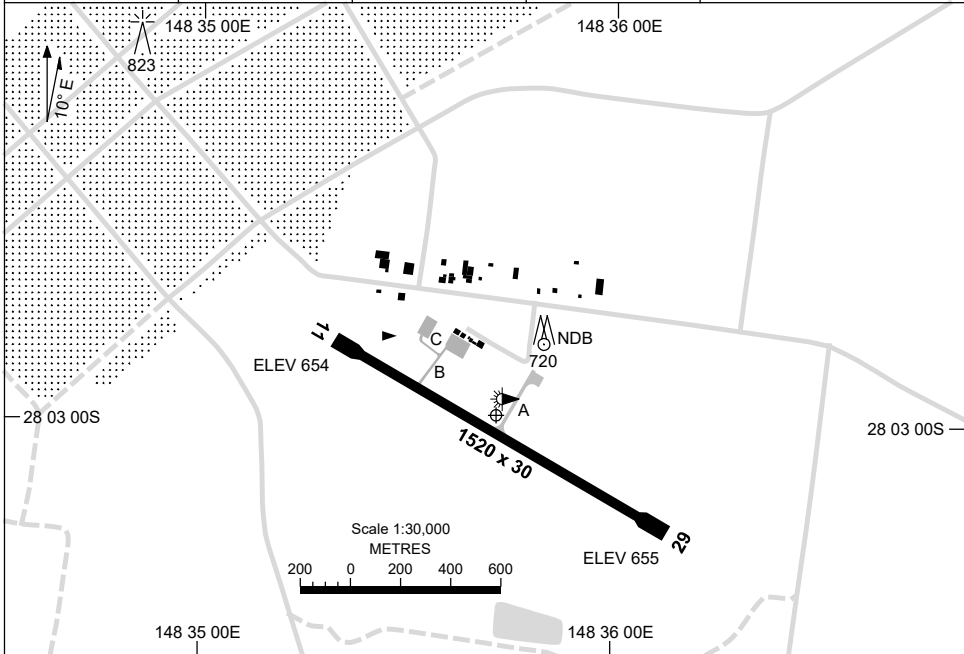 148 35 00E
148 36 00E
823
10° E
11
C
NDB
720
ELEV 654
B
A
28 03 00S
28 03 00S
1520 x 30
Scale 1:30,000
METRES
200 0 200 400 600
29
ELEV 655
148 35 00E
148 36 00E